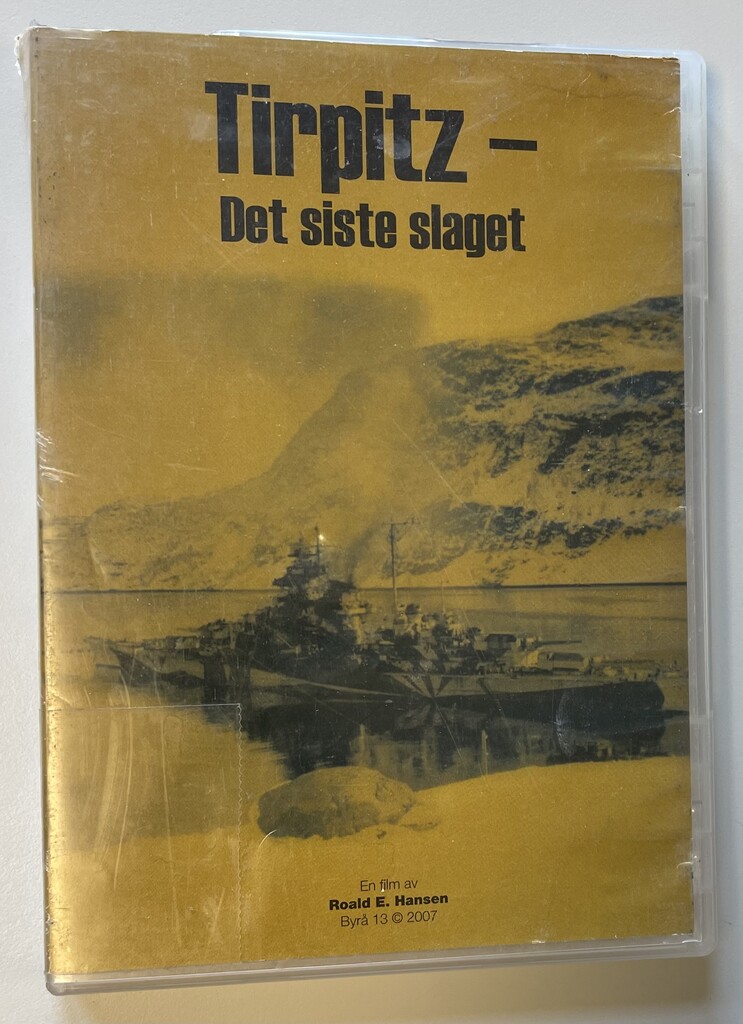 Tirpitz –
Det siste slaget
En film av
Roald E. Hansen
Byrå 13 © 2007